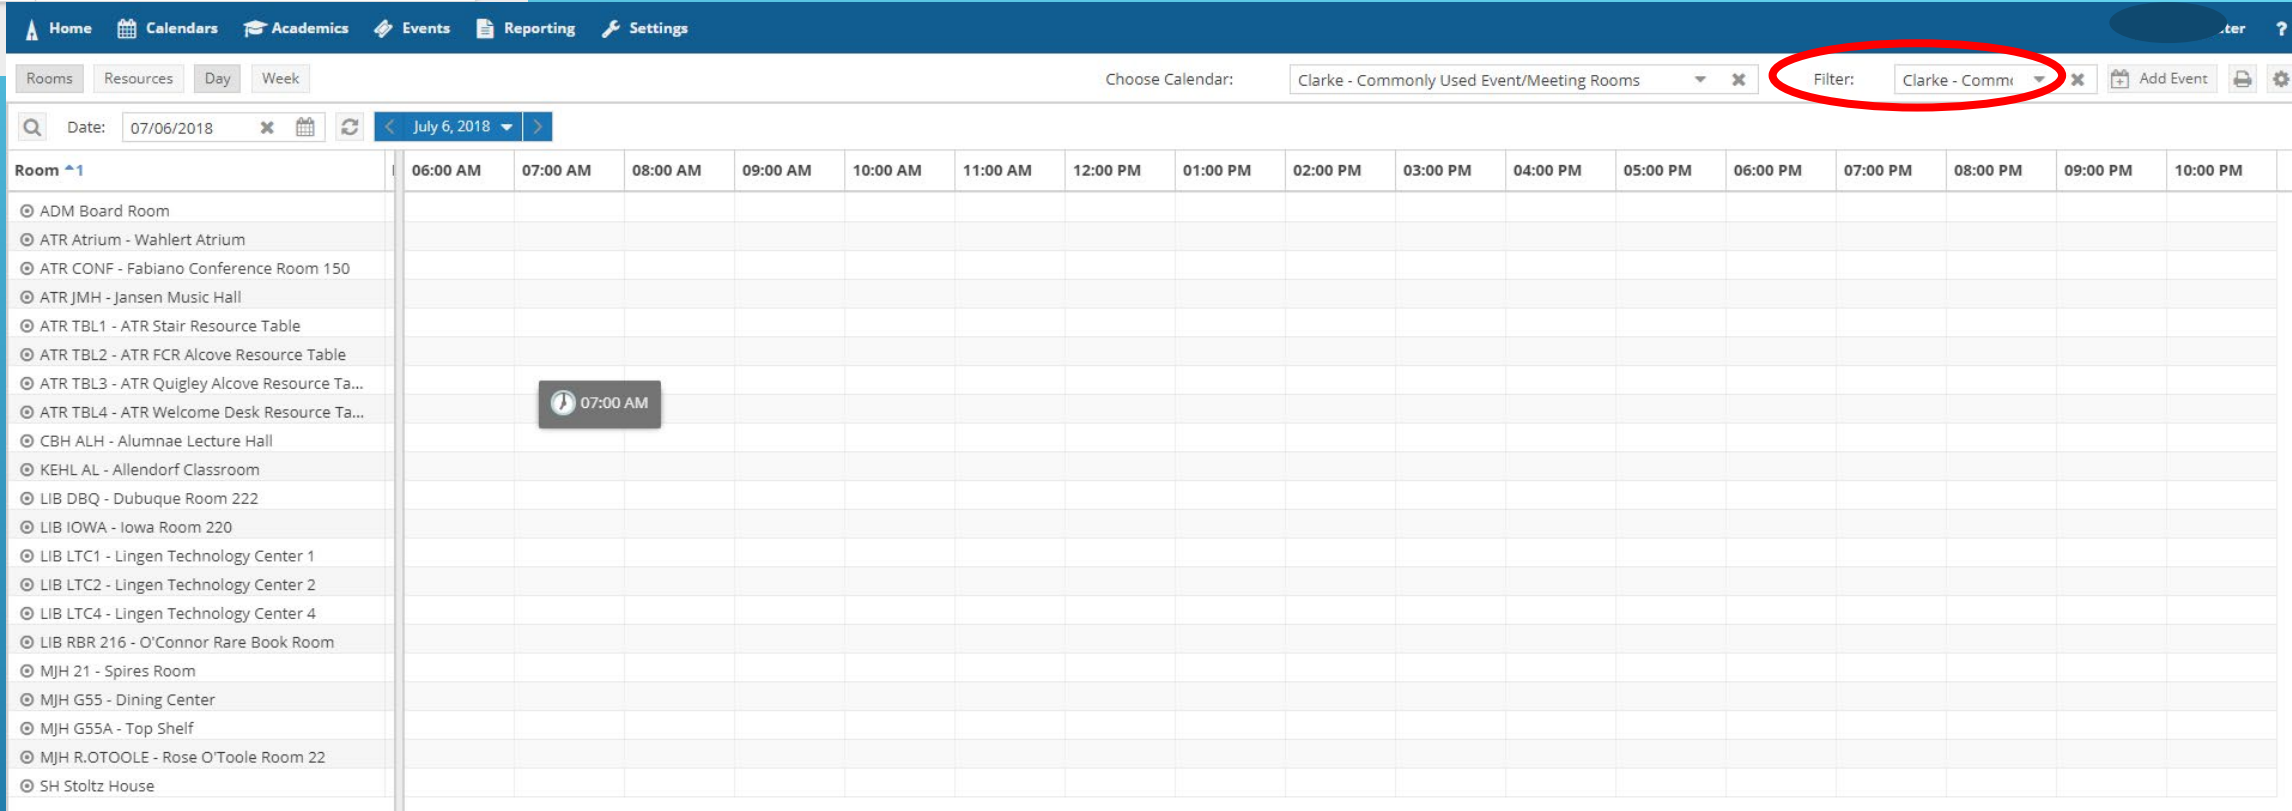 Home Calendars Academics Events Reporting Settings ter ?
Rooms Resources Day Week Choose Calendar: Clarke - Commonly Used Event/Meeting Rooms Filter: Clarke - Comm Add Event
Date: 07/06/2018 July 6, 2018
Room 1 06:00 AM 07:00 AM 08:00 AM 09:00 AM 10:00 AM 11:00 AM 12:00 PM 01:00 PM 02:00 PM 03:00 PM 04:00 PM 05:00 PM 06:00 PM 07:00 PM 08:00 PM 09:00 PM 10:00 PM
ADM Board Room
ATR Atrium - Wahlert Atrium
ATR CONF - Fabiano Conference Room 150
ATR JMH - Jansen Music Hall
ATR TBL1 - ATR Stair Resource Table
ATR TBL2 - ATR FCR Alcove Resource Table
ATR TBL3 - ATR Quigley Alcove Resource Ta...
ATR TBL4 - ATR Welcome Desk Resource Ta...
07:00 AM
CBH ALH - Alumnae Lecture Hall
KEHL AL - Allendorf Classroom
LIB DBQ - Dubuque Room 222
LIB IOWA - Iowa Room 220
LIB LTC1 - Lingen Technology Center 1
LIB LTC2 - Lingen Technology Center 2
LIB LTC4 - Lingen Technology Center 4
LIB RBR 216 - O'Connor Rare Book Room
MJH 21 - Spires Room
MJH G55 - Dining Center
MJH G55A - Top Shelf
MJH R.OTOOLE - Rose O'Toole Room 22
SH Stoltz House